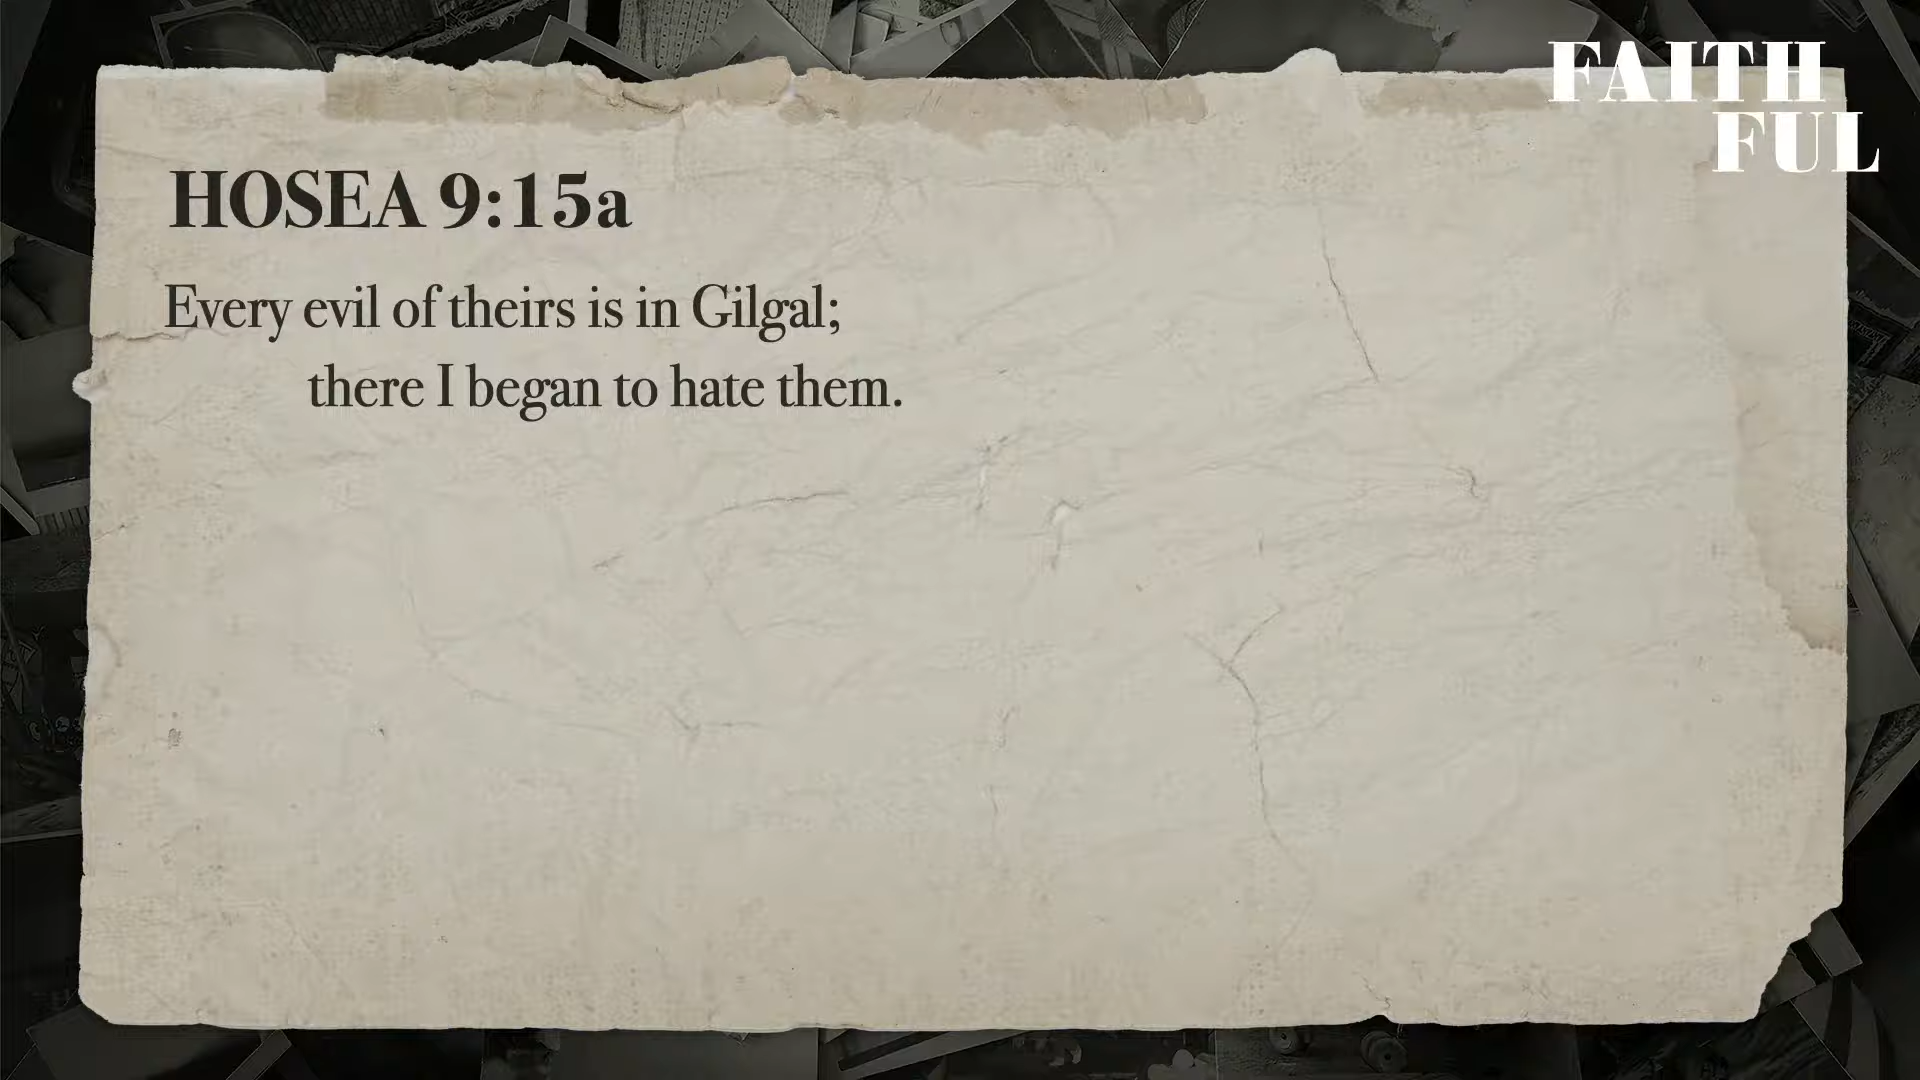 FAITH
FUL
HOSEA 9:15a
Every evil of theirs is in Gilgal;
there I began to hate them.